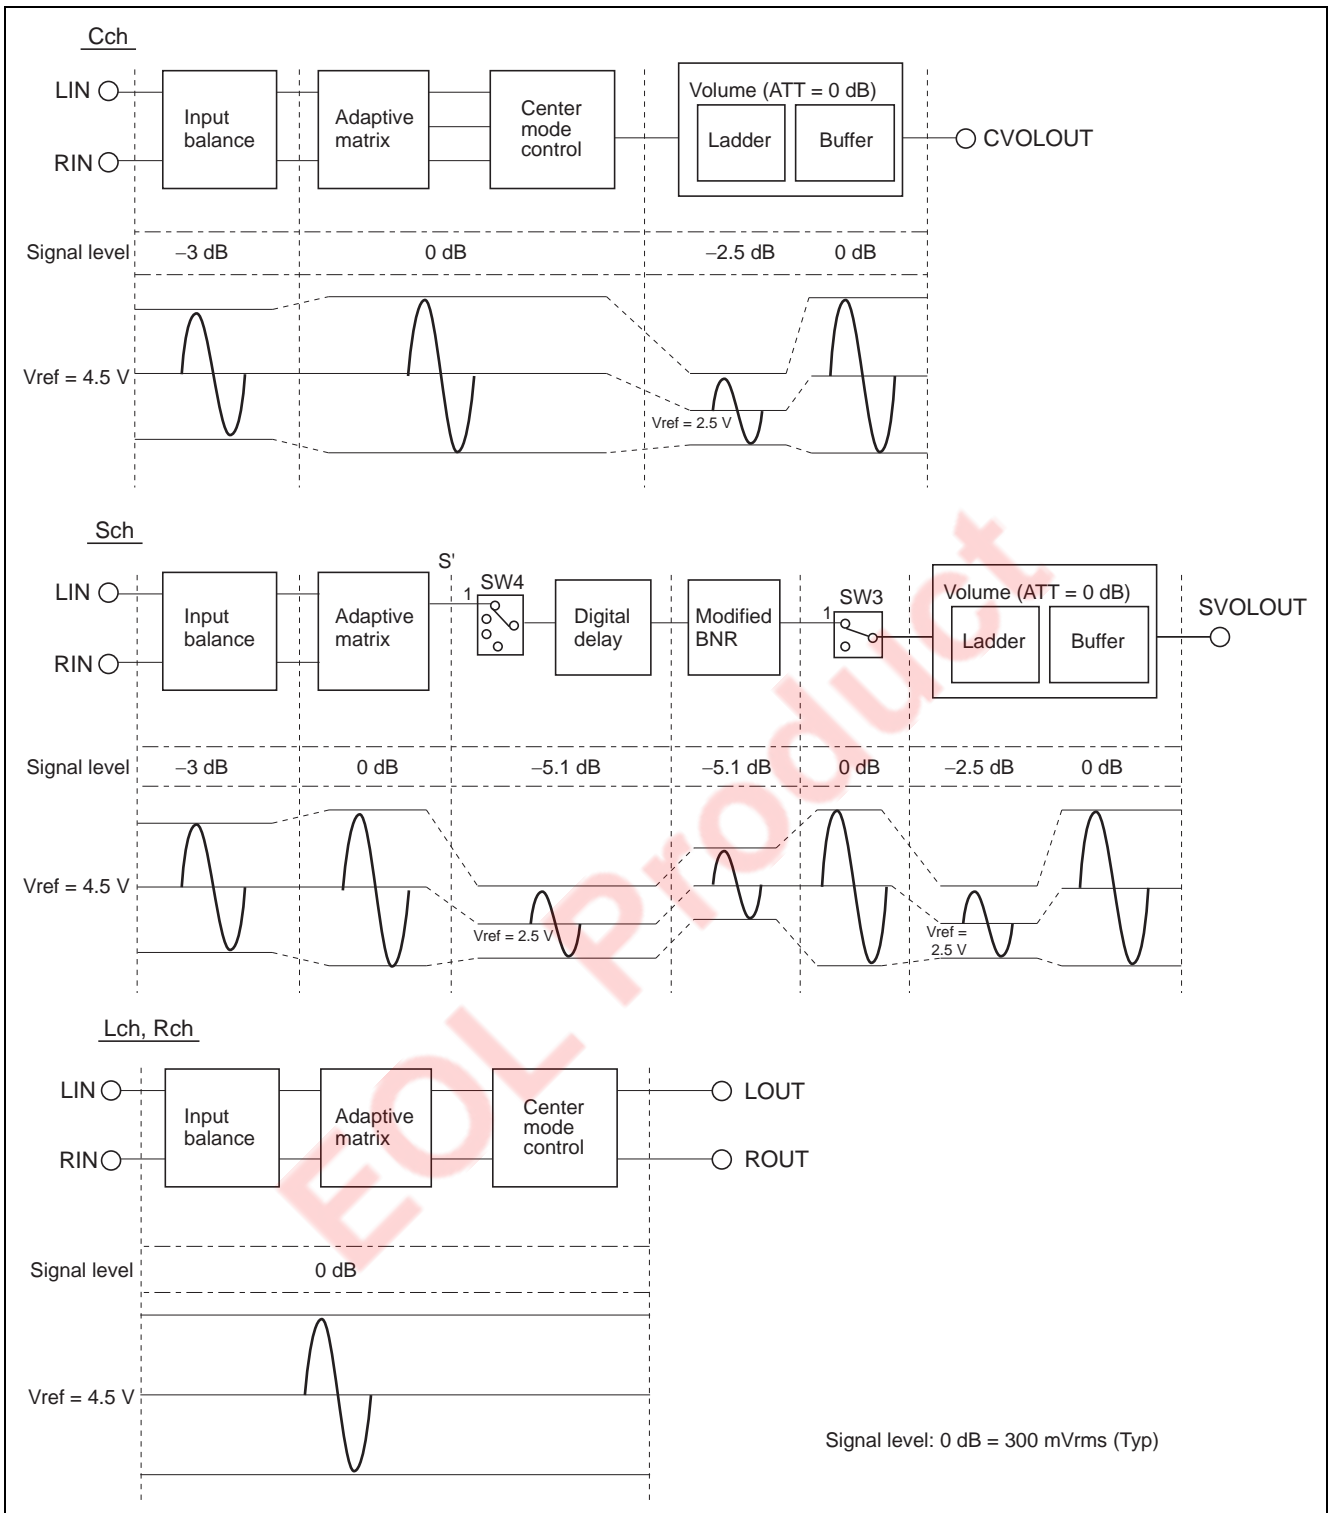 Cch
LIN
RIN
Input
balance
Adaptive
matrix
Center
mode
control
Volume (ATT = 0 dB)
Ladder
Buffer
CVOLOUT
Signal level
−3 dB
0 dB
−2.5 dB
0 dB
Vref = 4.5 V
Vref = 2.5 V
Sch
LIN
RIN
Input
balance
Adaptive
matrix
S'
1
SW4
Digital
delay
Modified
BNR
1
SW3
Volume (ATT = 0 dB)
Ladder
Buffer
SVOLOUT
Signal level
−3 dB
0 dB
−5.1 dB
−5.1 dB
0 dB
−2.5 dB
0 dB
Vref = 4.5 V
Vref = 2.5 V
Vref =
2.5 V
Lch, Rch
LIN
RIN
Input
balance
Adaptive
matrix
Center
mode
control
LOUT
ROUT
Signal level
0 dB
Vref = 4.5 V
Signal level: 0 dB = 300 mVrms (Typ)
EOL Product